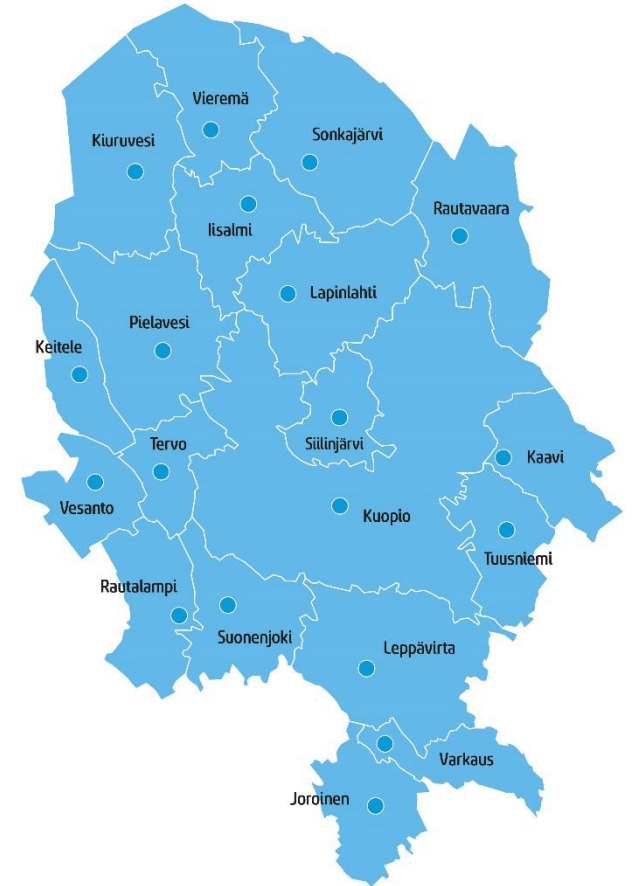 Vieremä
Kiuruvesi
Sonkajärvi
Rautavaara
Iisalmi
Lapinlahti
Pielavesi
Keitele
Tervo
Siilinjärvi
Kaavi
Vesanto
Kuopio
Tuusniemi
Rautalampi
Suonenjoki
Leppävirta
Varkaus
Joroinen